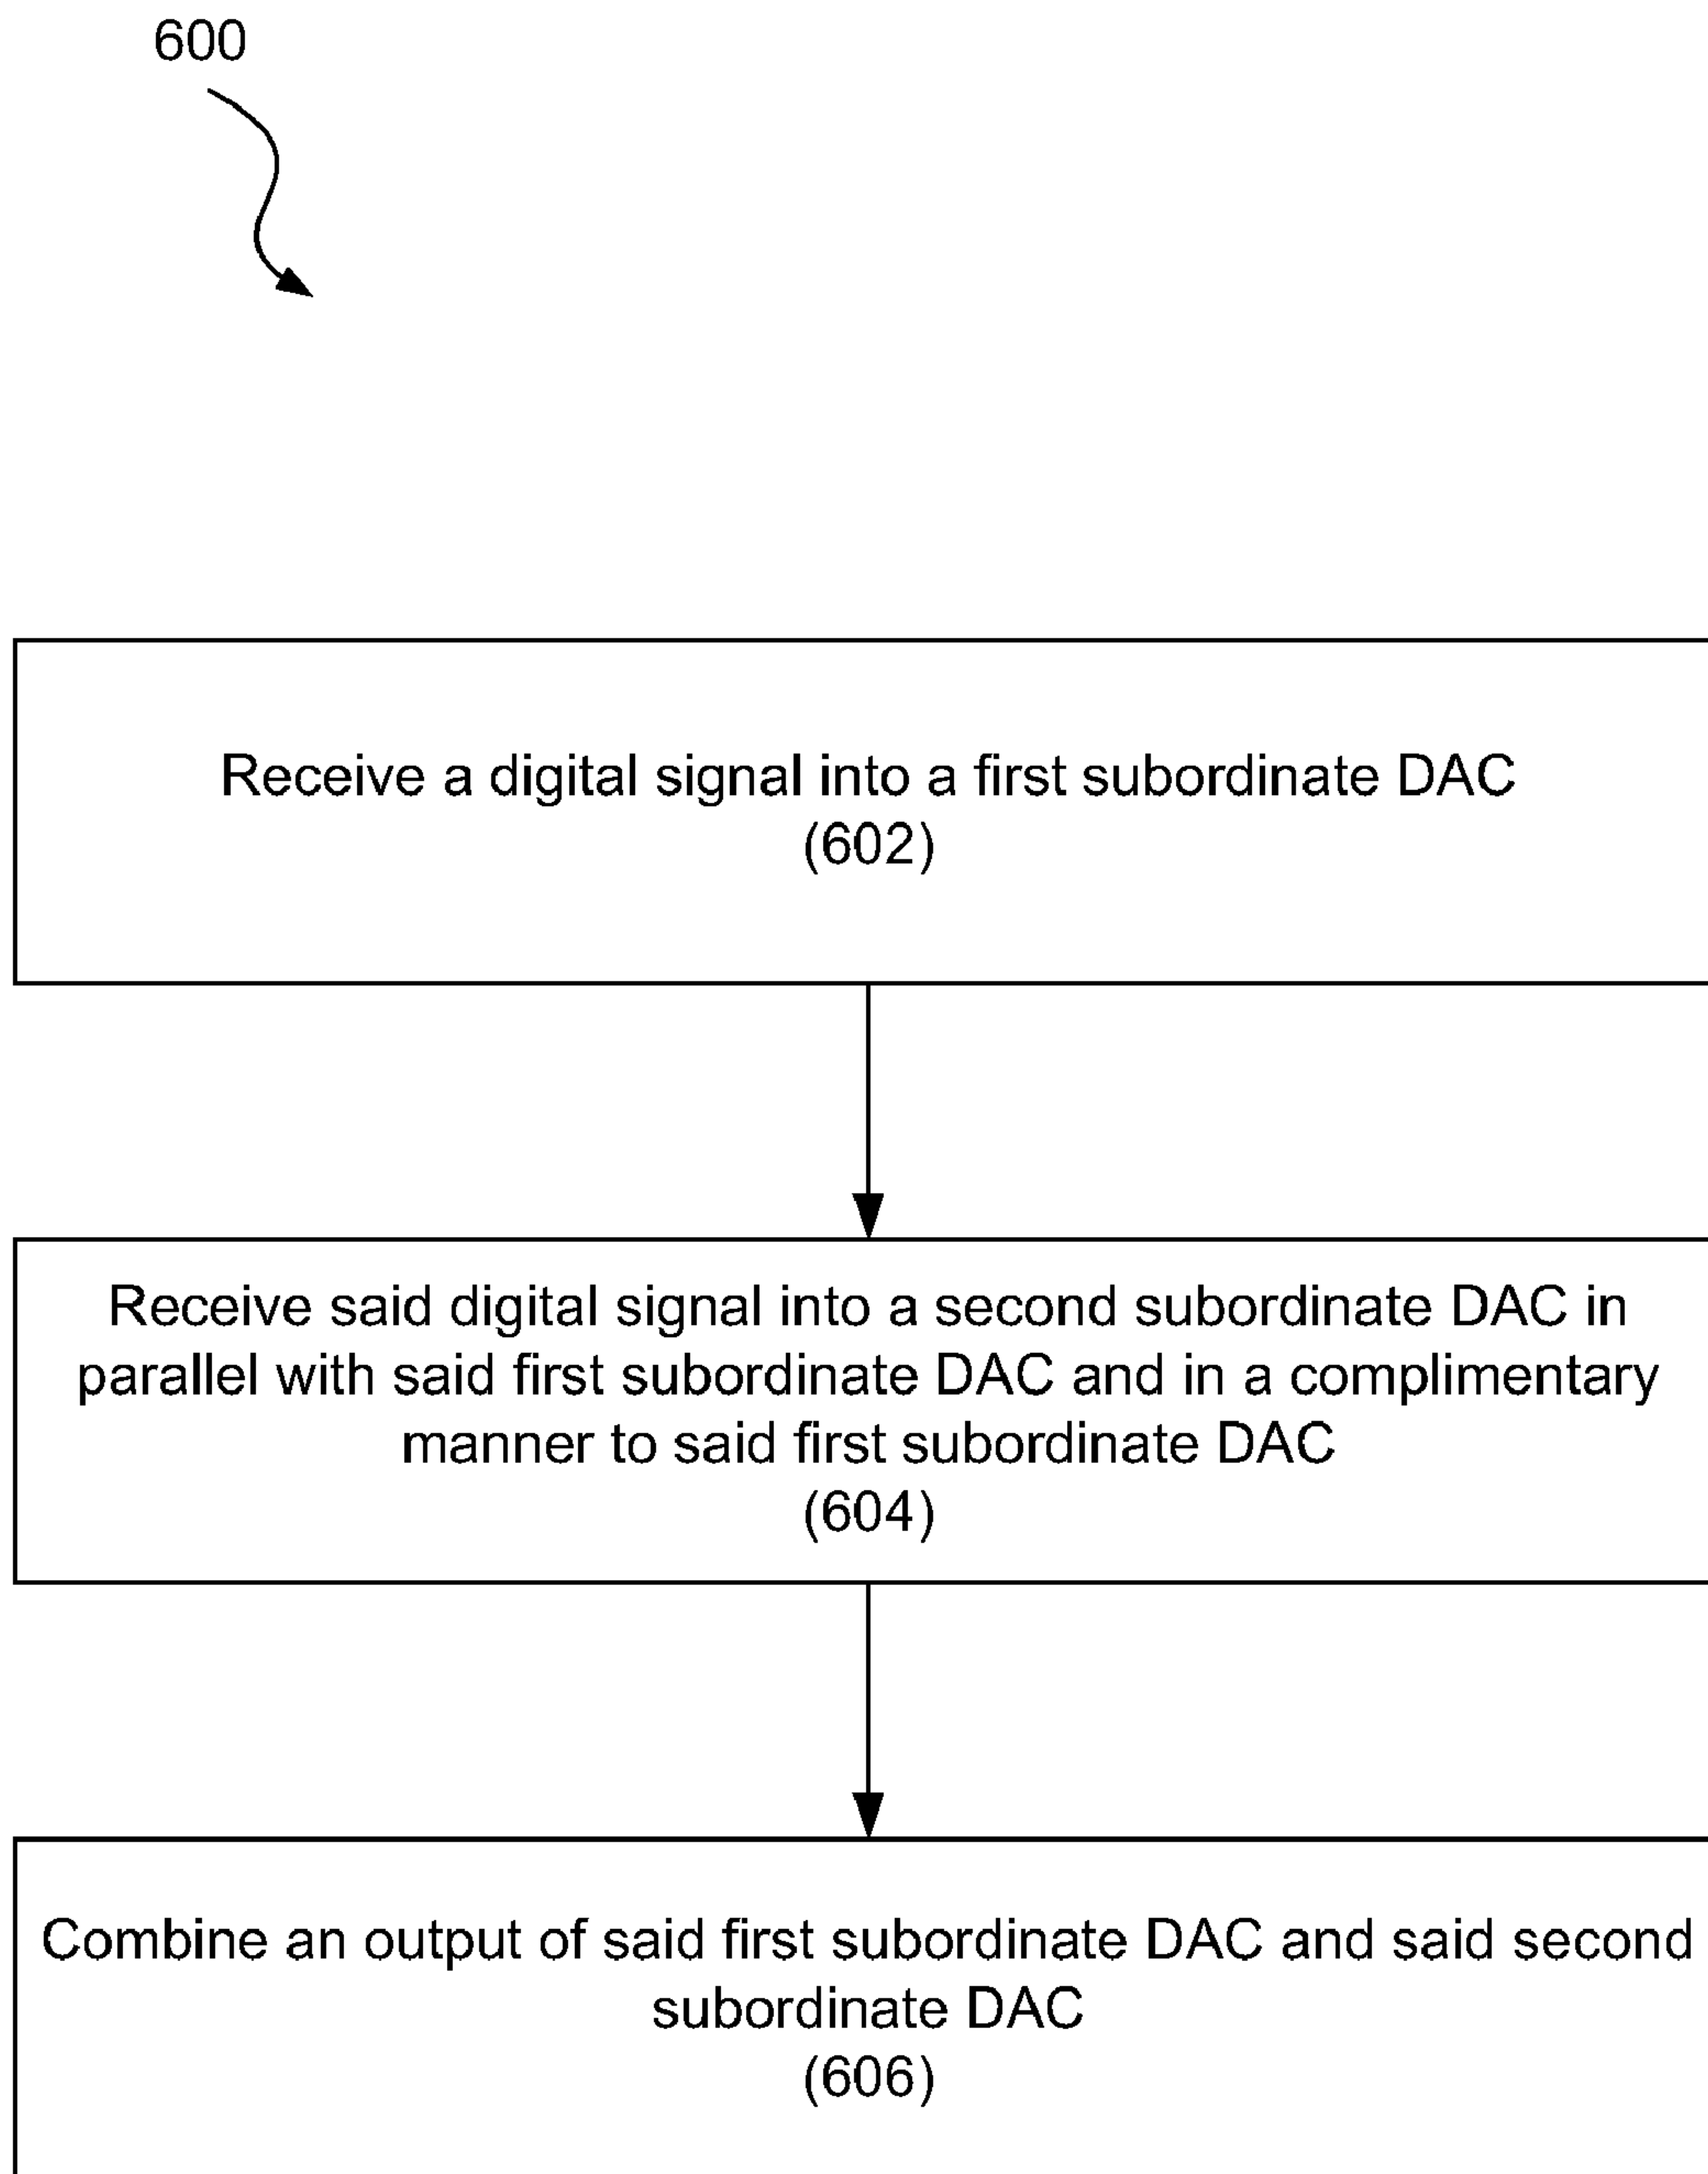 600
Receive a digital signal into a first subordinate DAC
(602)
Receive said digital signal into a second subordinate DAC in
parallel with said first subordinate DAC and in a complimentary
manner to said first subordinate DAC
(604)
Combine an output of said first subordinate DAC and said second
subordinate DAC
(606)